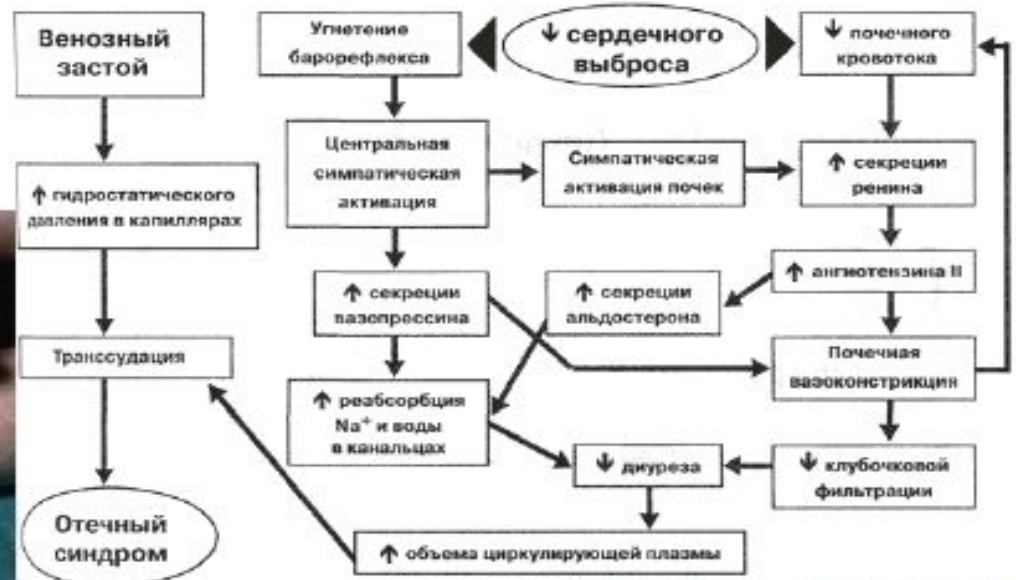 Венозный
застой
Угнетение
барорефлекса
↓ сердечного
выброса
↓ почечного
кровотока
Центральная
симпатическая
активация
Симпатическая
активация почек
↑ секреции
ренина
↑ гидростатического
давления в капиллярах
↑ ангиотензина II
↑ секреции
вазопрессина
↑ секреции
альдостерона
Транссудация
Почечная
вазоконстрикция
↑ реабсорбция
Na⁺ и воды
в канальцах
↓ диуреза
↓ клубочковой
фильтрации
Отечный
синдром
↑ объема циркулирующей плазмы